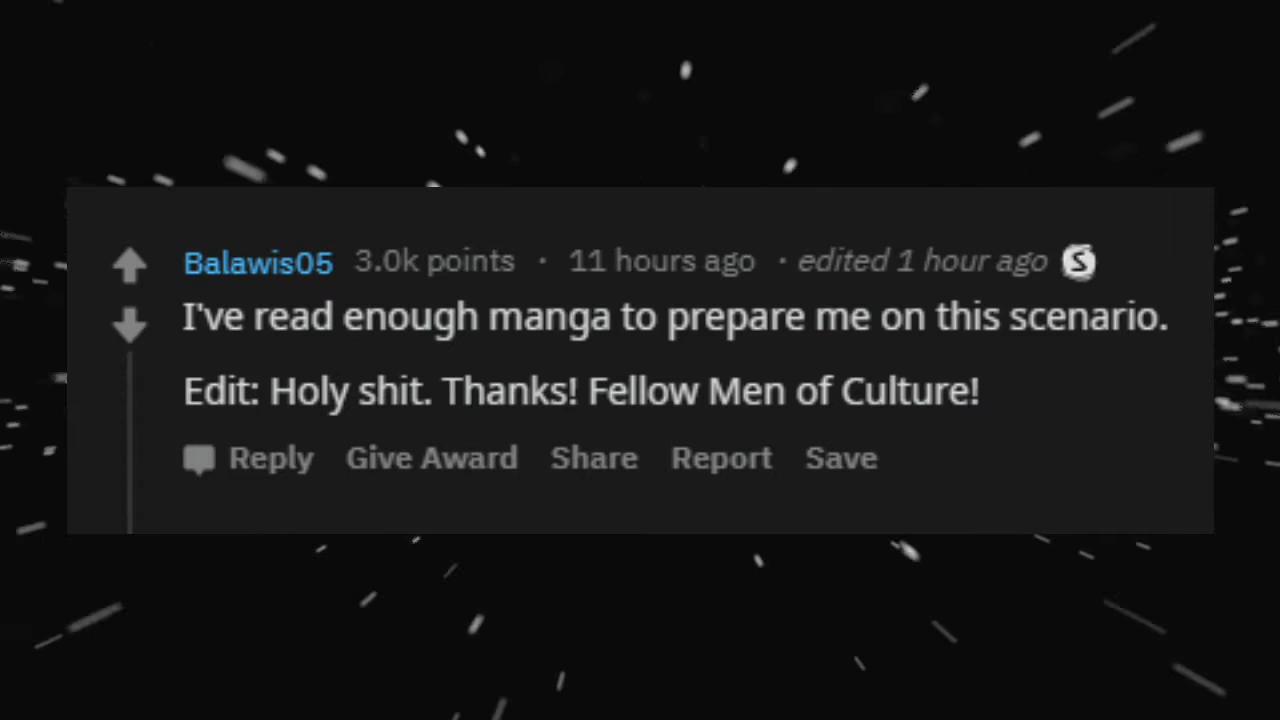 Balawis05 3.0k points · 11 hours ago · edited 1 hour ago S
I've read enough manga to prepare me on this scenario.
Edit: Holy shit. Thanks! Fellow Men of Culture!
Reply Give Award Share Report Save